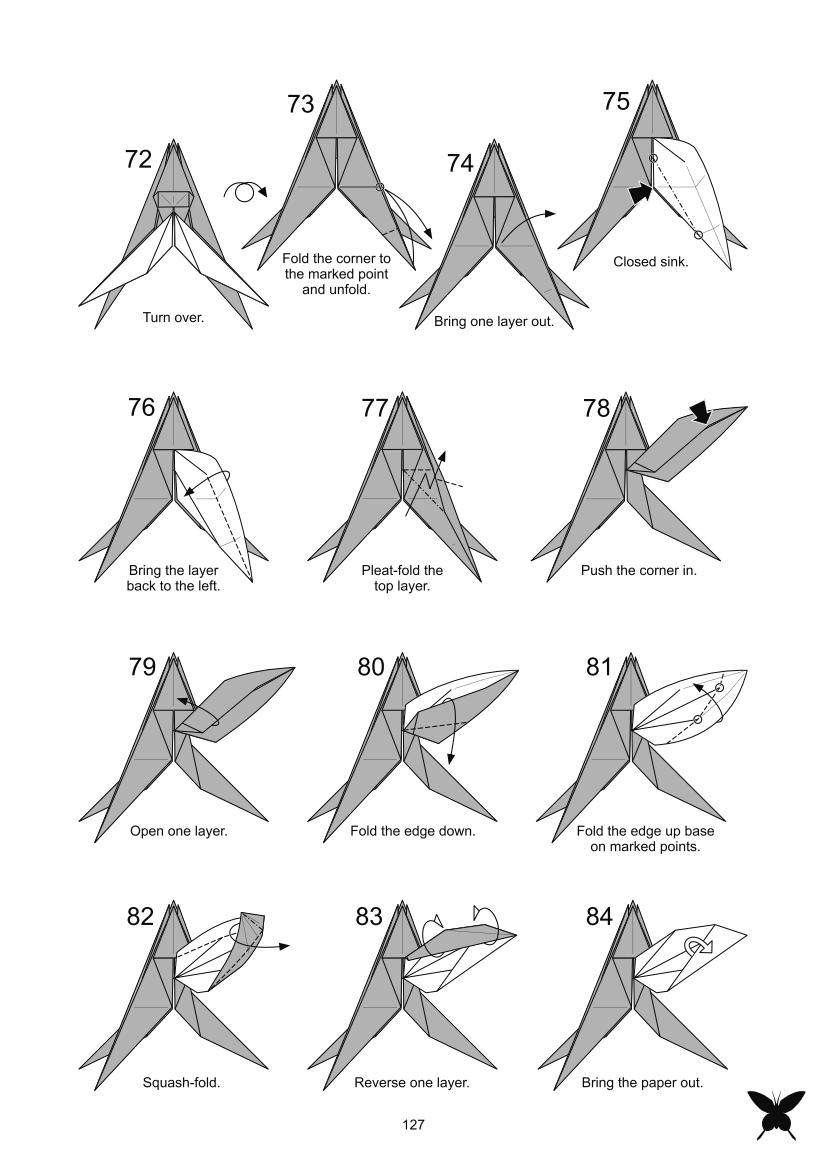 72
Turn over.
73
Fold the corner to
the marked point
and unfold.
74
Bring one layer out.
75
Closed sink.
76
Bring the layer
back to the left.
77
Pleat-fold the
top layer.
78
Push the corner in.
79
Open one layer.
80
Fold the edge down.
81
Fold the edge up base
on marked points.
82
Squash-fold.
83
Reverse one layer.
84
Bring the paper out.
127